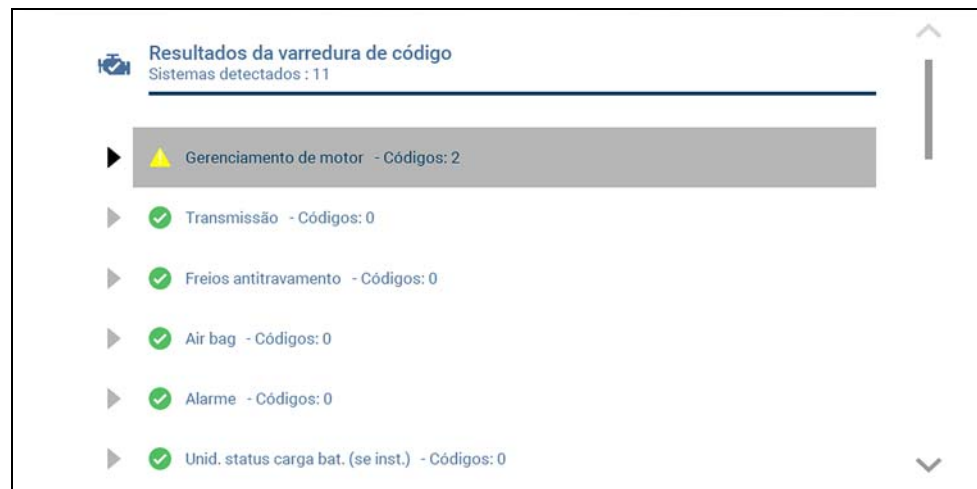 Resultados da varredura de código
Sistemas detectados : 11
Gerenciamento de motor - Códigos: 2
Transmissão - Códigos: 0
Freios antitravamento - Códigos: 0
Air bag - Códigos: 0
Alarme - Códigos: 0
Unid. status carga bat. (se inst.) - Códigos: 0